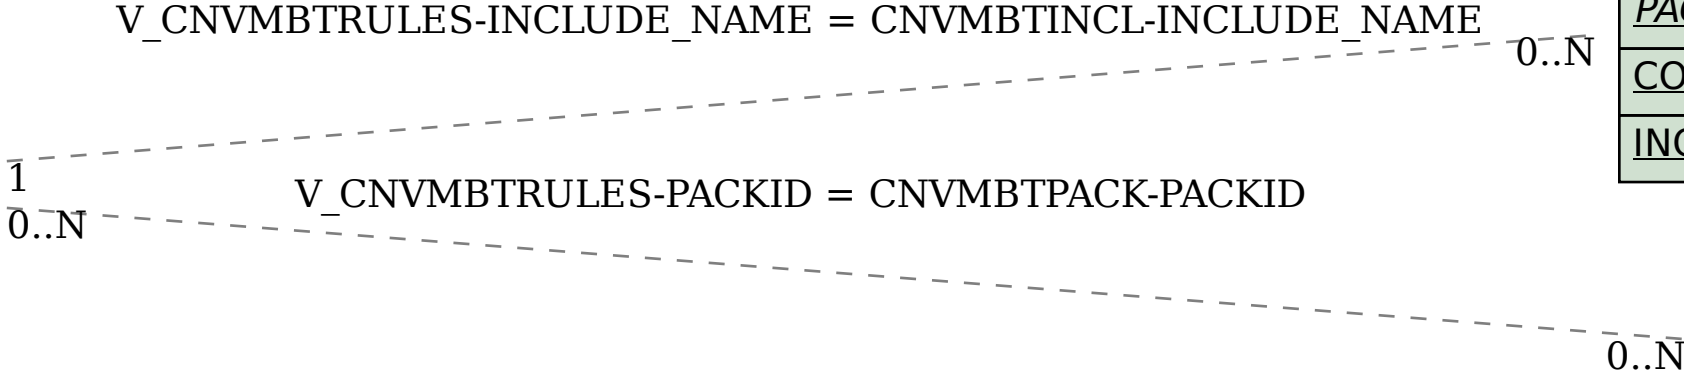 V_CNVMBTRULES-INCLUDE_NAME = CNVMBTINCL-INCLUDE_NAME
0..N
1
V_CNVMBTRULES-PACKID = CNVMBTPACK-PACKID
0..N
0..N